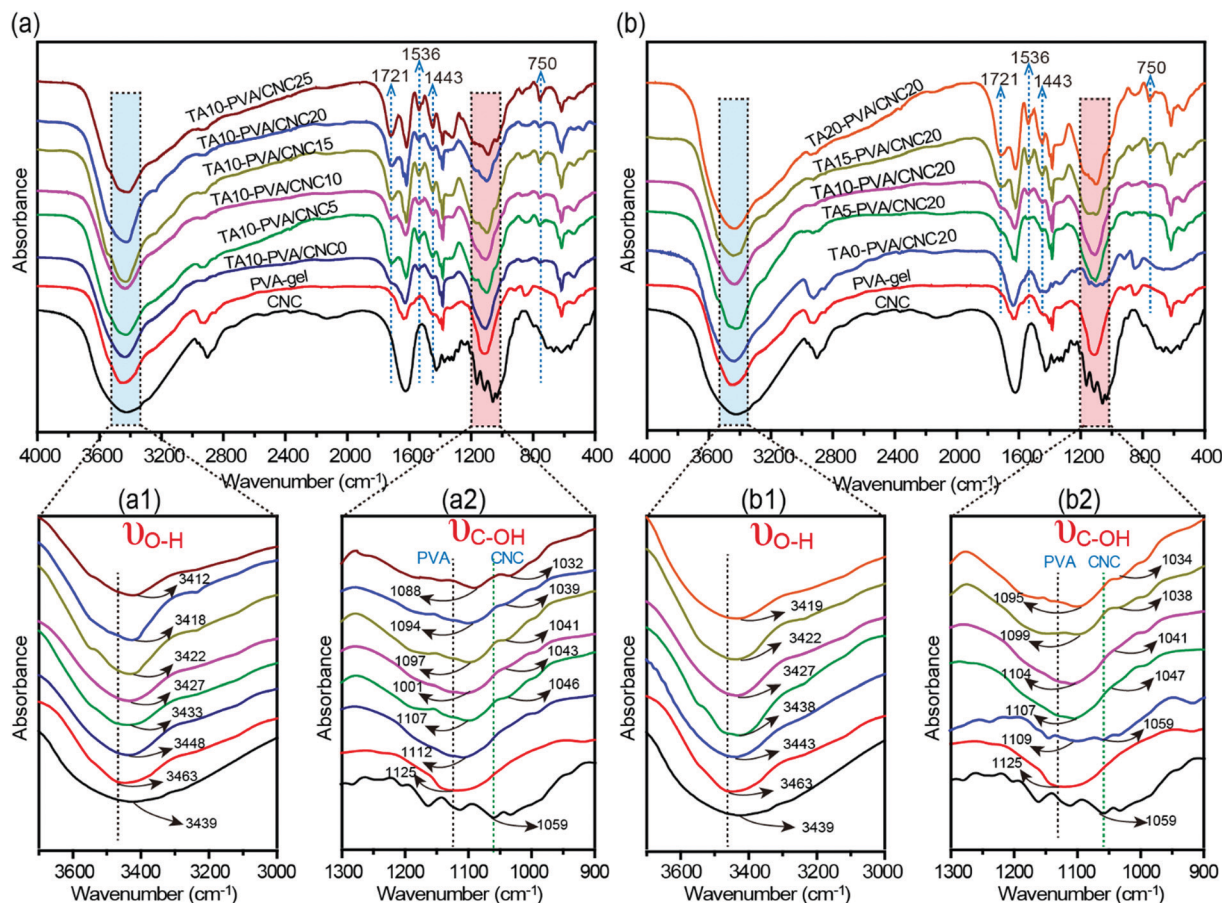 (a)
1536
1721
1443
750
TA10-PVA/CNC25
TA10-PVA/CNC20
TA10-PVA/CNC15
TA10-PVA/CNC10
TA10-PVA/CNC5
TA10-PVA/CNC0
PVA-gel
CNC
Absorbance
4000 3600 3200 2800 2400 2000 1600 1200 800 400
Wavenumber (cm⁻¹)
(b)
1536
1721
1443
750
TA20-PVA/CNC20
TA15-PVA/CNC20
TA10-PVA/CNC20
TA5-PVA/CNC20
TA0-PVA/CNC20
PVA-gel
CNC
Absorbance
4000 3600 3200 2800 2400 2000 1600 1200 800 400
Wavenumber (cm⁻¹)
(a1)
υO-H
3412
3418
3422
3427
3433
3448
3463
3439
Absorbance
3600 3400 3200 3000
Wavenumber (cm⁻¹)
(a2)
υC-OH
PVA CNC
1088
1032
1039
1094
1041
1097
1043
1001
1046
1107
1112
1125
1059
Absorbance
1300 1200 1100 1000 900
Wavenumber (cm⁻¹)
(b1)
υO-H
3419
3422
3427
3438
3443
3463
3439
Absorbance
3600 3400 3200 3000
Wavenumber (cm⁻¹)
(b2)
υC-OH
PVA CNC
1034
1095
1038
1099
1041
1104
1047
1107
1059
1109
1125
1059
Absorbance
1300 1200 1100 1000 900
Wavenumber (cm⁻¹)